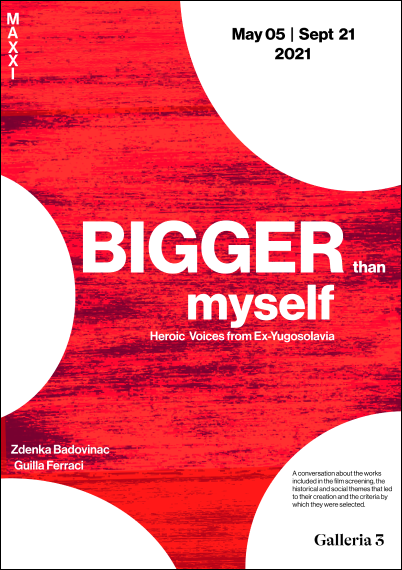 MAXXI
May 05 | Sept 21
2021
BIGGER than
myself
Heroic Voices from Ex-Yugosolavia
Zdenka Badovinac
Guilla Ferraci
A conversation about the works
included in the film screening, the
historical and social themes that led
to their creation and the criteria by
which they were selected.
Galleria 3